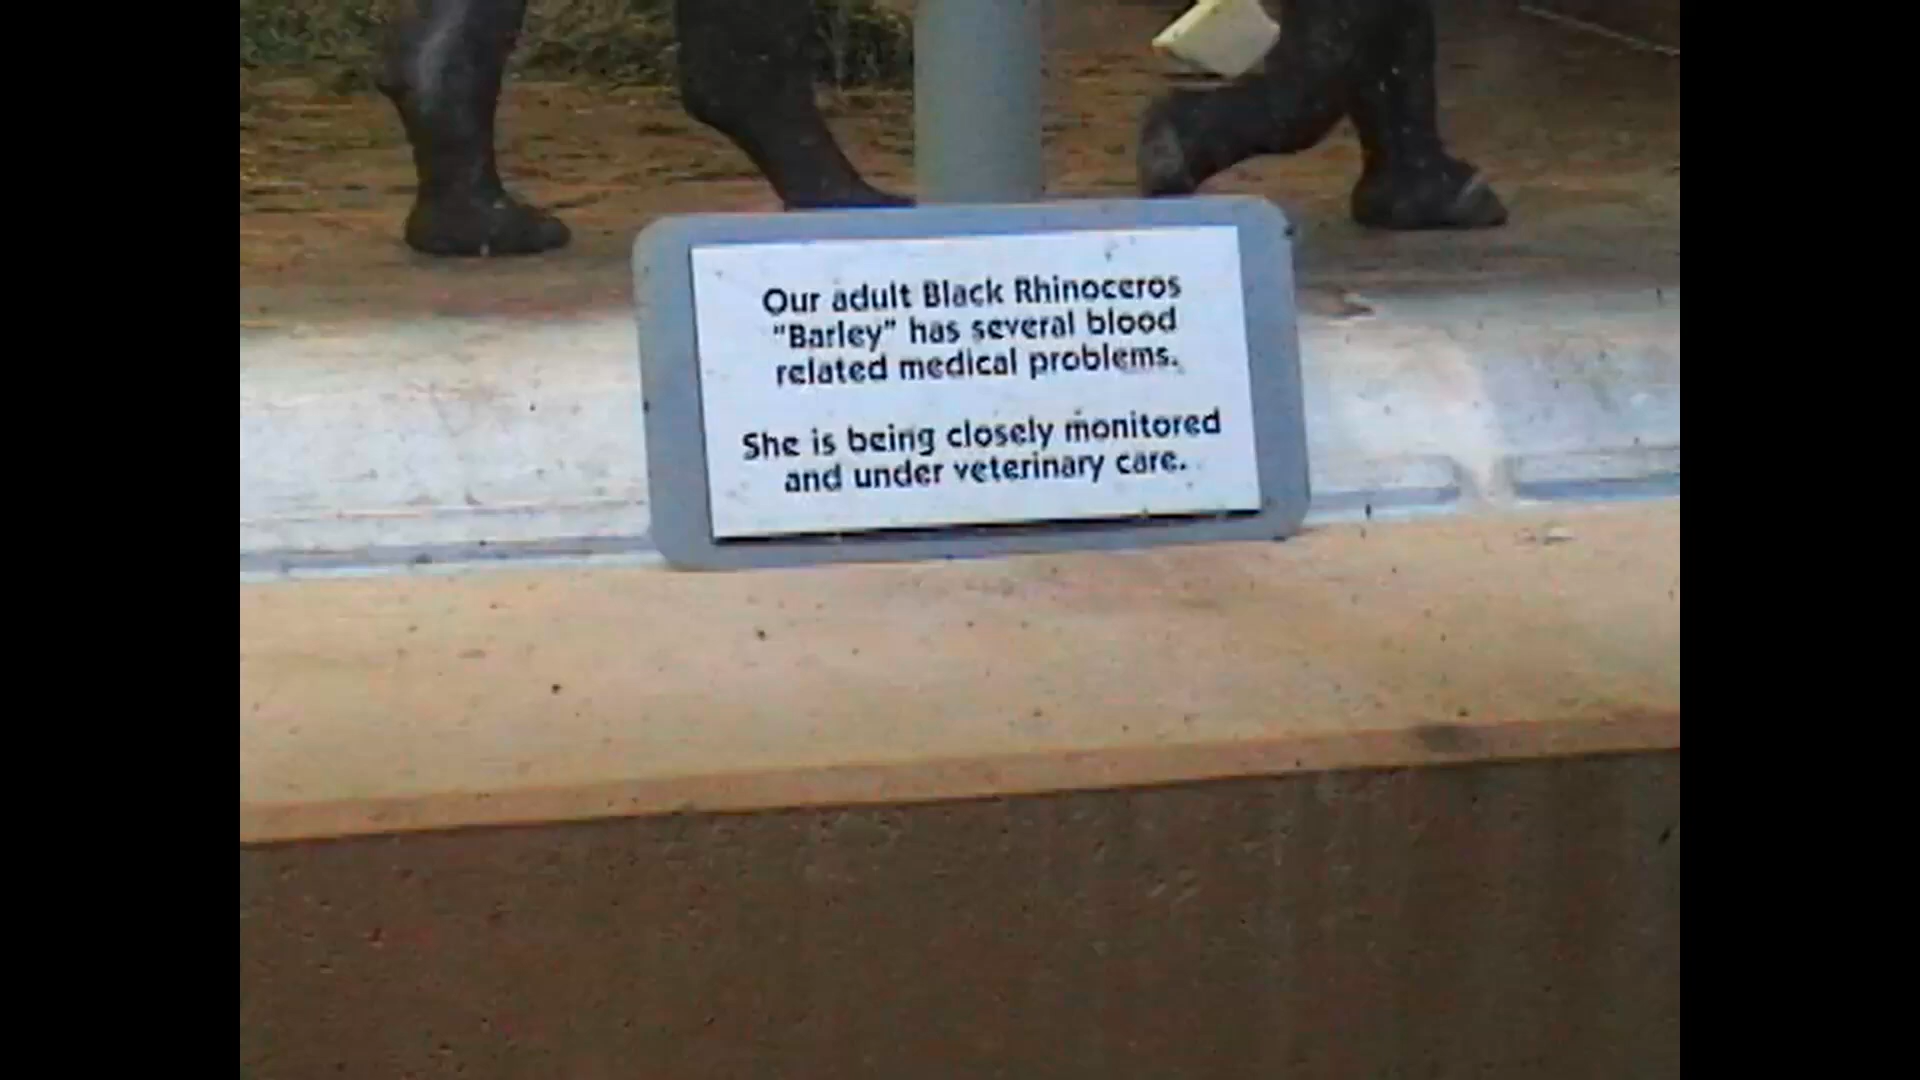 Our adult Black Rhinoceros
"Barley" has several blood
related medical problems.
She is being closely monitored
and under veterinary care.